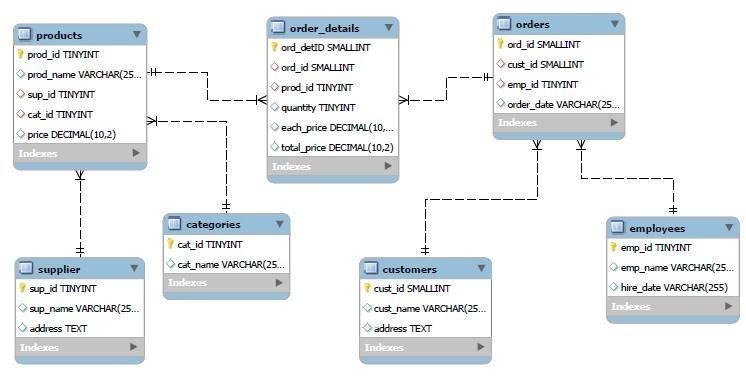 products
prod_id TINYINT
prod_name VARCHAR(25...
sup_id TINYINT
cat_id TINYINT
price DECIMAL(10,2)
Indexes
order_details
ord_detID SMALLINT
ord_id SMALLINT
prod_id TINYINT
quantity TINYINT
each_price DECIMAL(10,...
total_price DECIMAL(10,2)
Indexes
orders
ord_id SMALLINT
cust_id SMALLINT
emp_id TINYINT
order_date VARCHAR(25...
Indexes
categories
cat_id TINYINT
cat_name VARCHAR(25...
Indexes
supplier
sup_id TINYINT
sup_name VARCHAR(25...
address TEXT
Indexes
customers
cust_id SMALLINT
cust_name VARCHAR(25...
address TEXT
Indexes
employees
emp_id TINYINT
emp_name VARCHAR(25...
hire_date VARCHAR(255)
Indexes